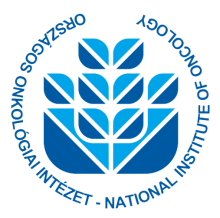 ORSZÁGOS ONKOLÓGIAI INTÉZET - NATIONAL INSTITUTE OF ONCOLOGY